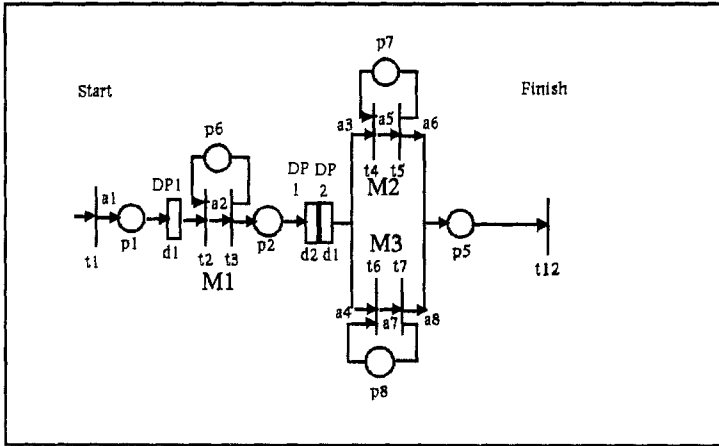 p7
Start
Finish
a3
a5
a6
p6
t4
t5
DP1
a2
DP
1
DP
2
M2
a1
p1
d1
t2
t3
p2
d2
d1
M3
p5
t1
M1
t6
t7
t12
a4
a7
a8
p8